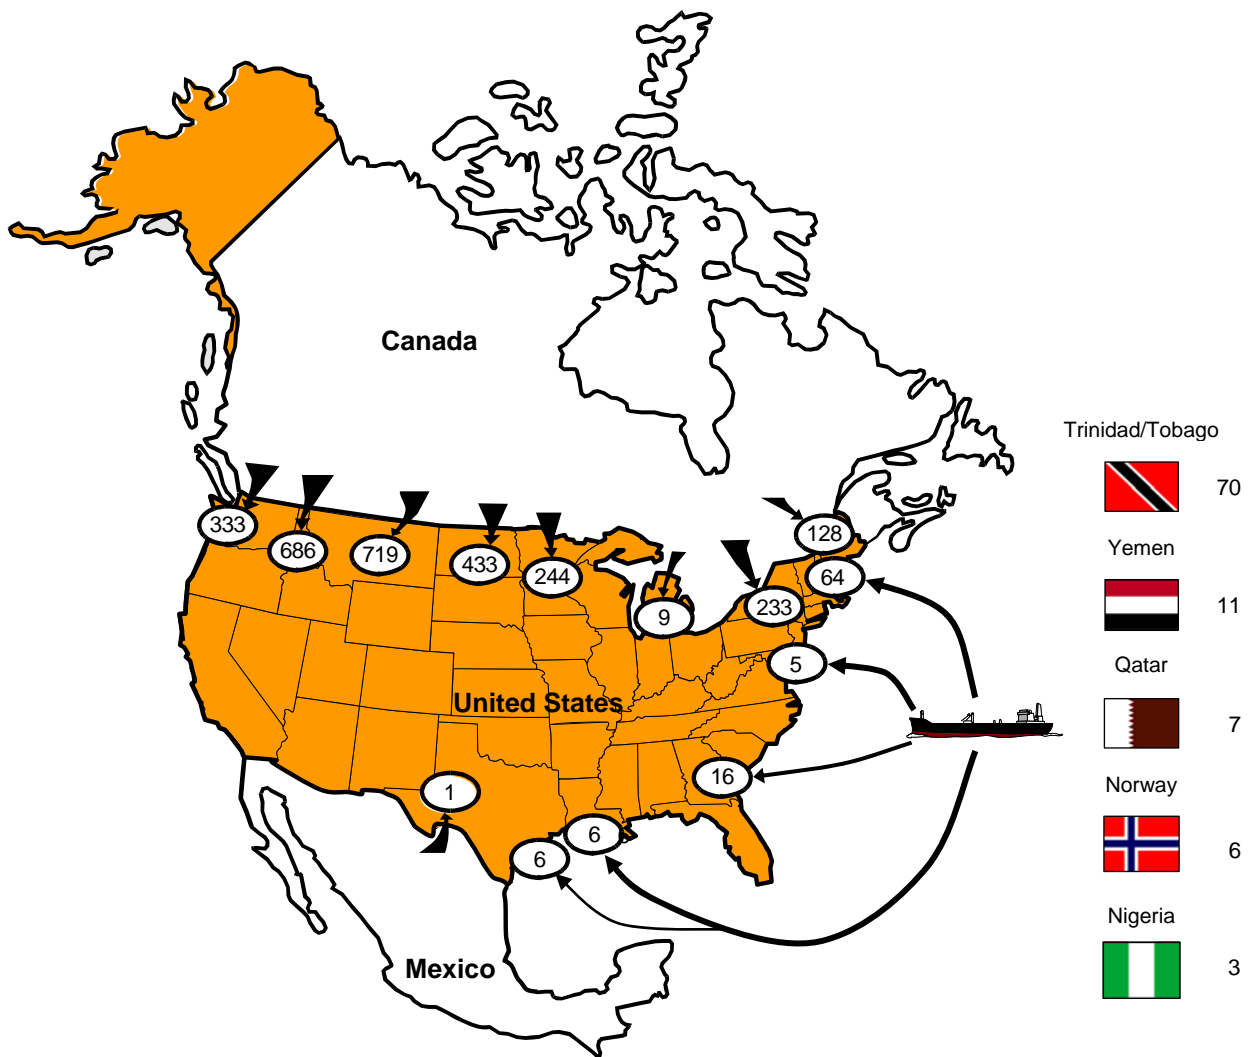 Canada
Trinidad/Tobago
70
333
686
719
433
244
9
128
64
233
5
Yemen
11
United States
Qatar
7
1
6
6
16
Norway
6
Mexico
Nigeria
3